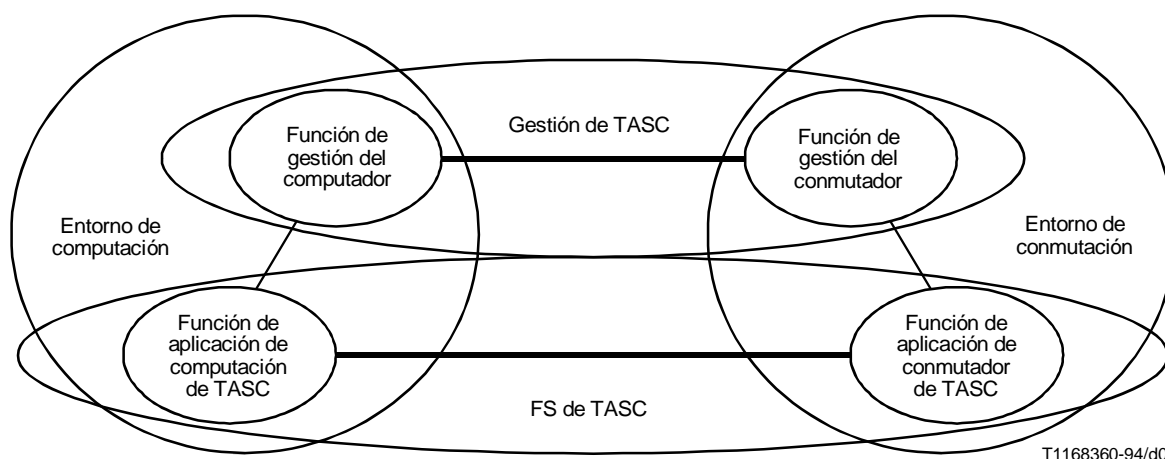 Gestión de TASC
Función de
gestión del
computador
Función de
gestión del
conmutador
Entorno de
computación
Entorno de
conmutación
Función de
aplicación de
computación
de TASC
Función de
aplicación de
conmutador
de TASC
FS de TASC
T1168360-94/d0